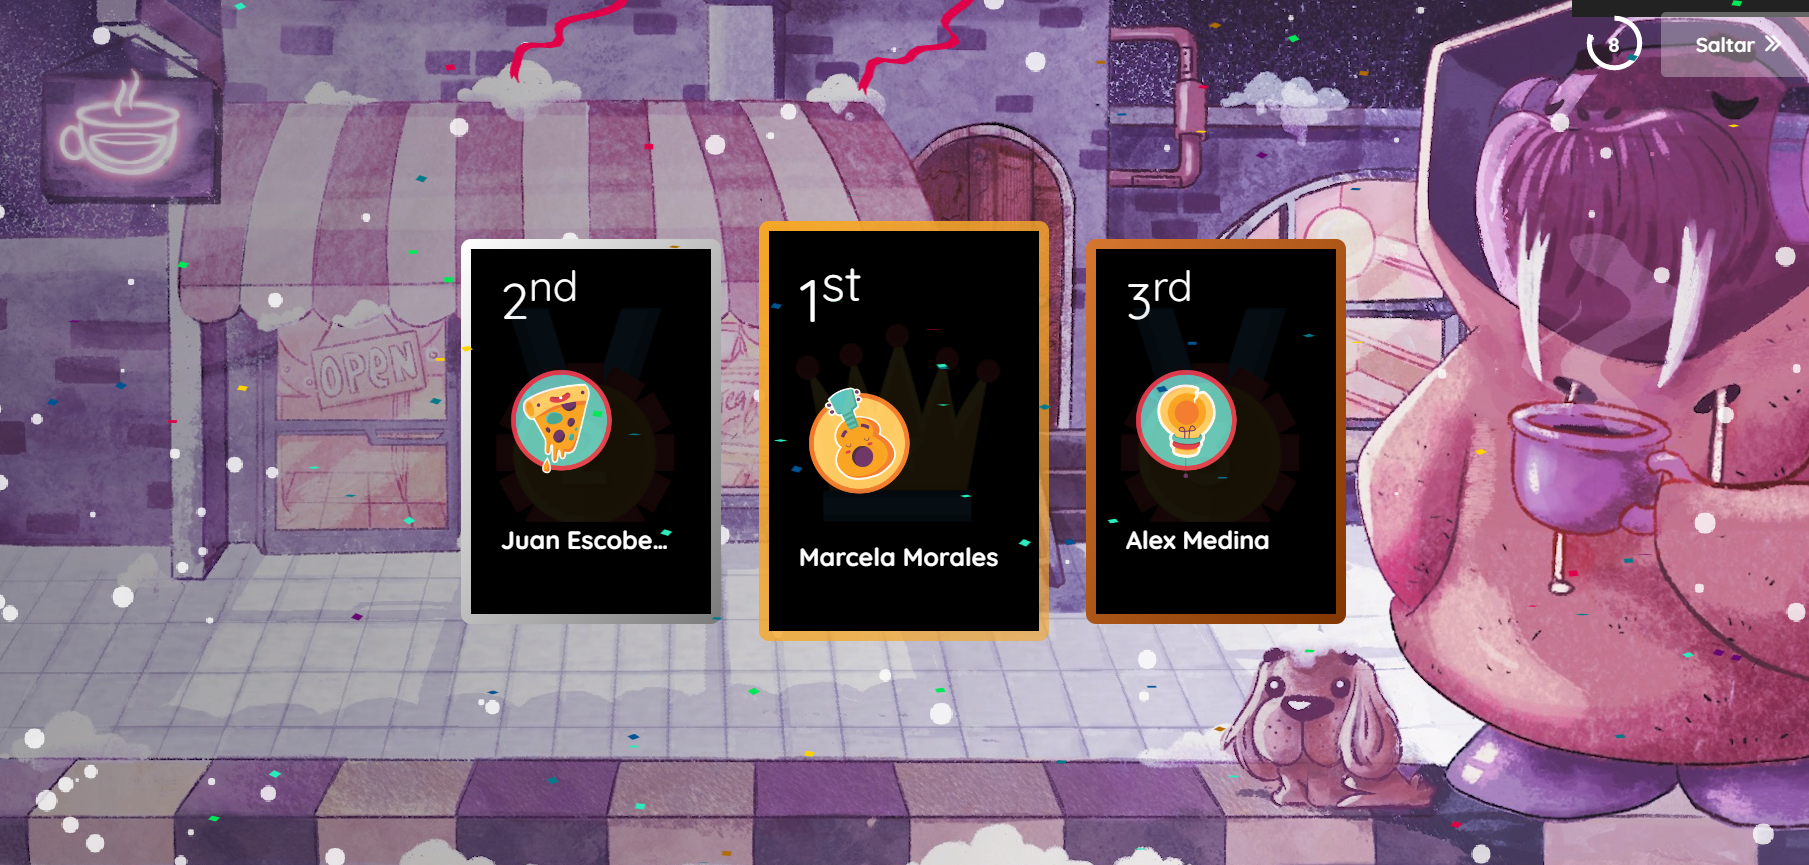 8
Saltar
OPEN
2nd
Juan Escobe...
1st
Marcela Morales
3rd
Alex Medina